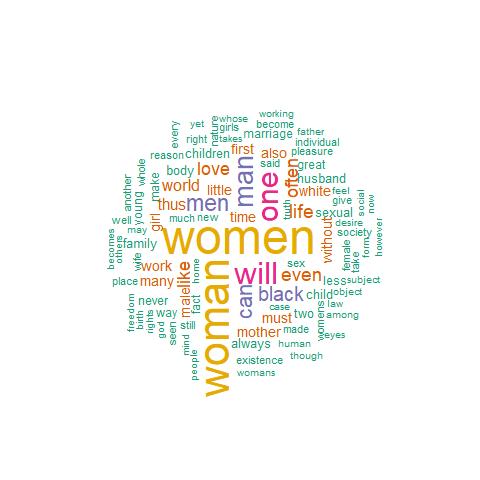 working
whose
become
yet
girls
nature
every
right
takes
marriage
father
individual
reason
children
first
also
pleasure
whole
body
love
man
said
great
husband
another
make
world
little
one
often
white
feel
social
now
young
thus
men
life
truth
give
sexual
desire
well
girl
much
new
time
without
society
however
may
others
family
women
female
take
form
becomes
wife
work
home
will
sex
even
place
many
male
like
woman
can
black
child
less
subject
object
freedom
birth
rights
never
way
fact
case
must
two
womens
law
among
god
seen
still
mother
made
eyes
mind
always
human
people
existence
though
womans